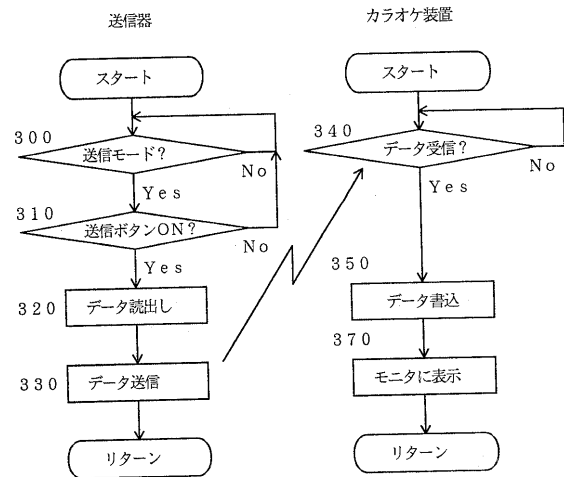 送信器
スタート
300
送信モード？
No
Yes
310
送信ボタンON？
No
Yes
320
データ読出し
330
データ送信
リターン
カラオケ装置
スタート
340
データ受信？
No
Yes
350
データ書込
370
モニタに表示
リターン